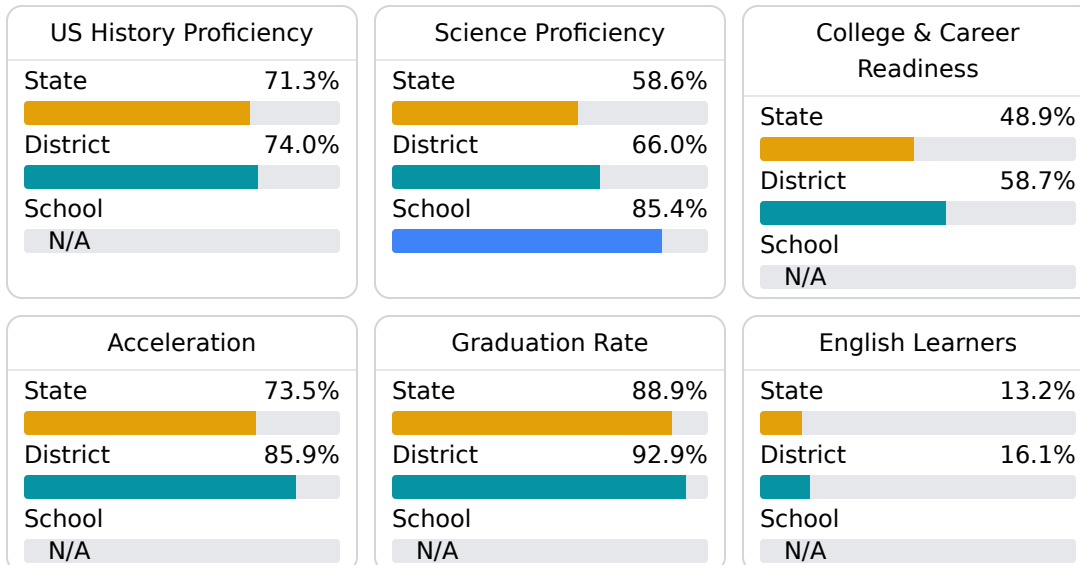 US History Proficiency
State 71.3%
District 74.0%
School
N/A
Science Proficiency
State 58.6%
District 66.0%
School 85.4%
College & Career
Readiness
State 48.9%
District 58.7%
School
N/A
Acceleration
State 73.5%
District 85.9%
School
N/A
Graduation Rate
State 88.9%
District 92.9%
School
N/A
English Learners
State 13.2%
District 16.1%
School
N/A